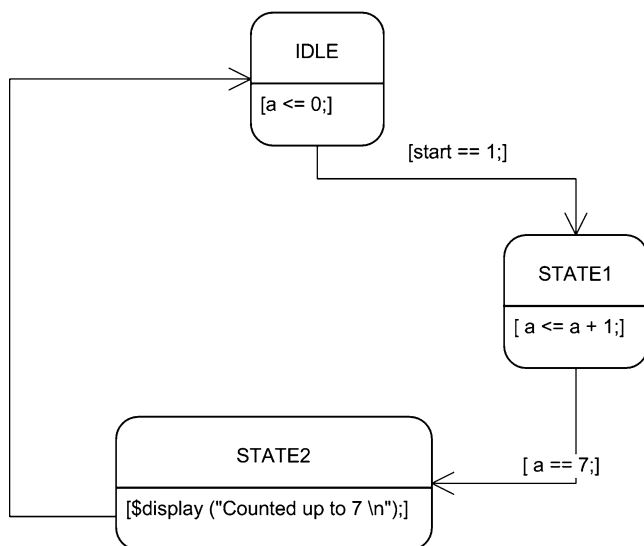 IDLE
[a <= 0;]
[start == 1;]
STATE1
[ a <= a + 1;]
[ a == 7;]
STATE2
[$display ("Counted up to 7 \n");]